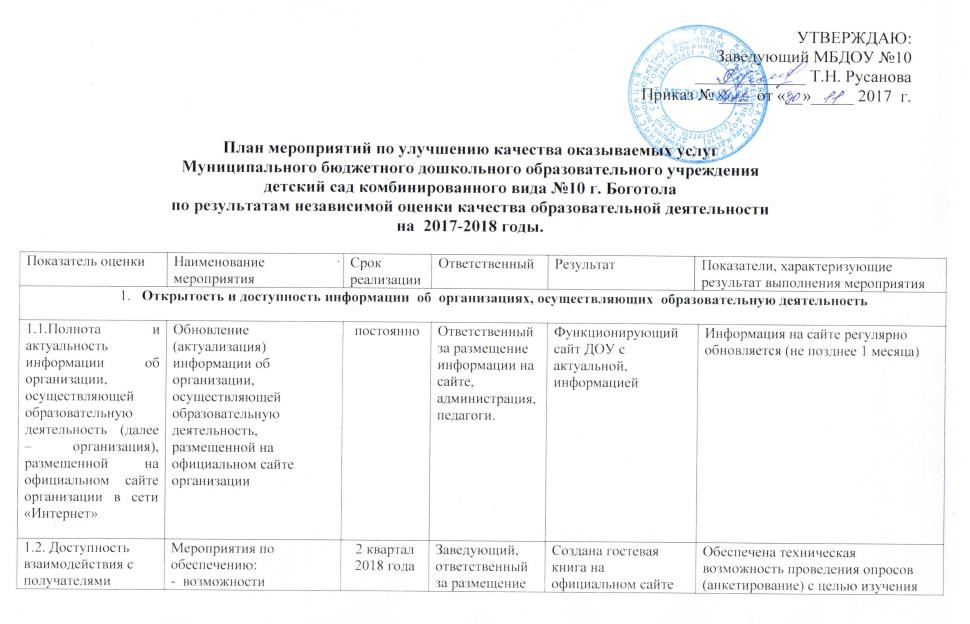 УТВЕРЖДАЮ:
Заведующий МБДОУ №10
Т.Н. Русанова
Приказ № от «30» 11 2017 г.
План мероприятий по улучшению качества оказываемых услуг
Муниципального бюджетного дошкольного образовательного учреждения
детский сад комбинированного вида №10 г. Боготола
по результатам независимой оценки качества образовательной деятельности
на 2017-2018 годы.
Показатель оценки
Наименование
мероприятия
Срок
реализации
Ответственный
Результат
Показатели, характеризующие
результат выполнения мероприятия
1. Открытость и доступность информации об организациях, осуществляющих образовательную деятельность
1.1.Полнота и
актуальность
информации об
организации,
осуществляющей
образовательную
деятельность (далее
– организация),
размещенной на
официальном сайте
организации в сети
«Интернет»
Обновление
(актуализация)
информации об
организации,
осуществляющей
образовательную
деятельность,
размещенной на
официальном сайте
организации
постоянно
Ответственный
за размещение
информации на
сайте,
администрация,
педагоги.
Функционирующий
сайт ДОУ с
актуальной,
информацией
Информация на сайте регулярно
обновляется (не позднее 1 месяца)
1.2. Доступность
взаимодействия с
получателями
Мероприятия по
обеспечению:
- возможности
2 квартал
2018 года
Заведующий,
ответственный
за размещение
Создана гостевая
книга на
официальном сайте
Обеспечена техническая
возможность проведения опросов
(анкетирование) с целью изучения